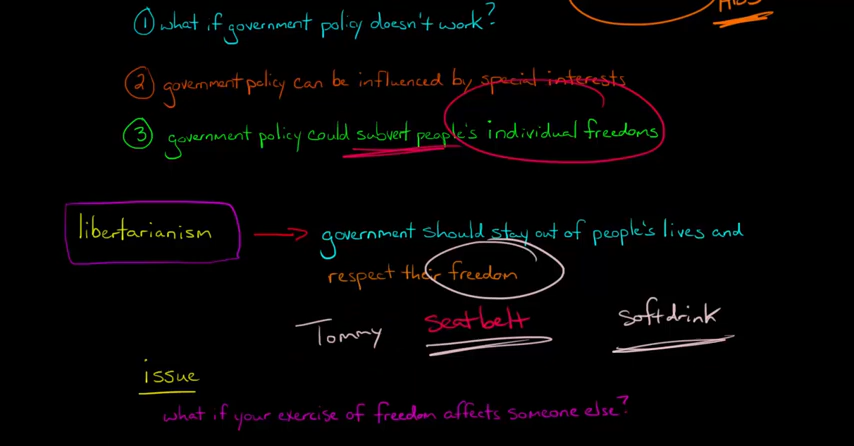 ① what if government policy doesn't work?
② government policy can be influenced by special interests
③ government policy could subvert people's individual freedoms
libertarianism → government should stay out of people's lives and
respect their freedom
Tommy seatbelt softdrink
issue
what if your exercise of freedom affects someone else?